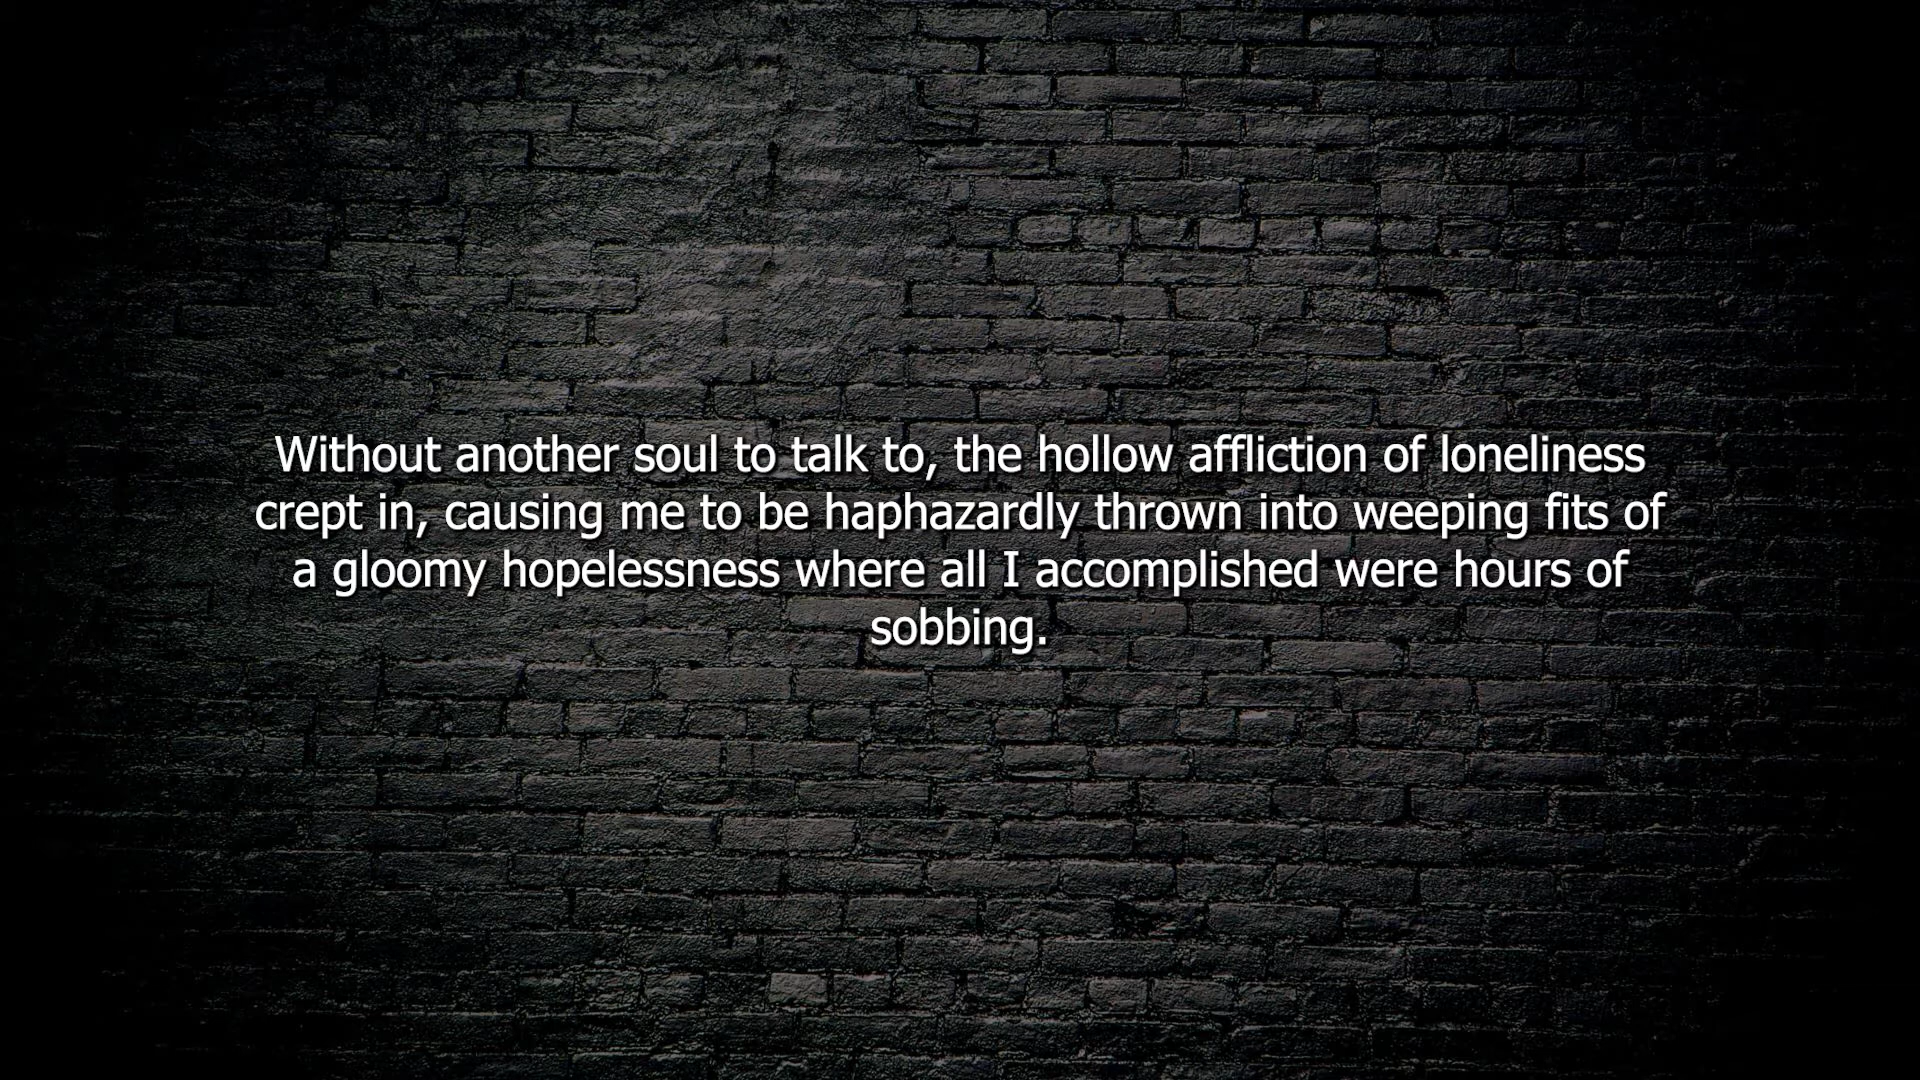 Without another soul to talk to, the hollow affliction of loneliness
crept in, causing me to be haphazardly thrown into weeping fits of
a gloomy hopelessness where all I accomplished were hours of
sobbing.